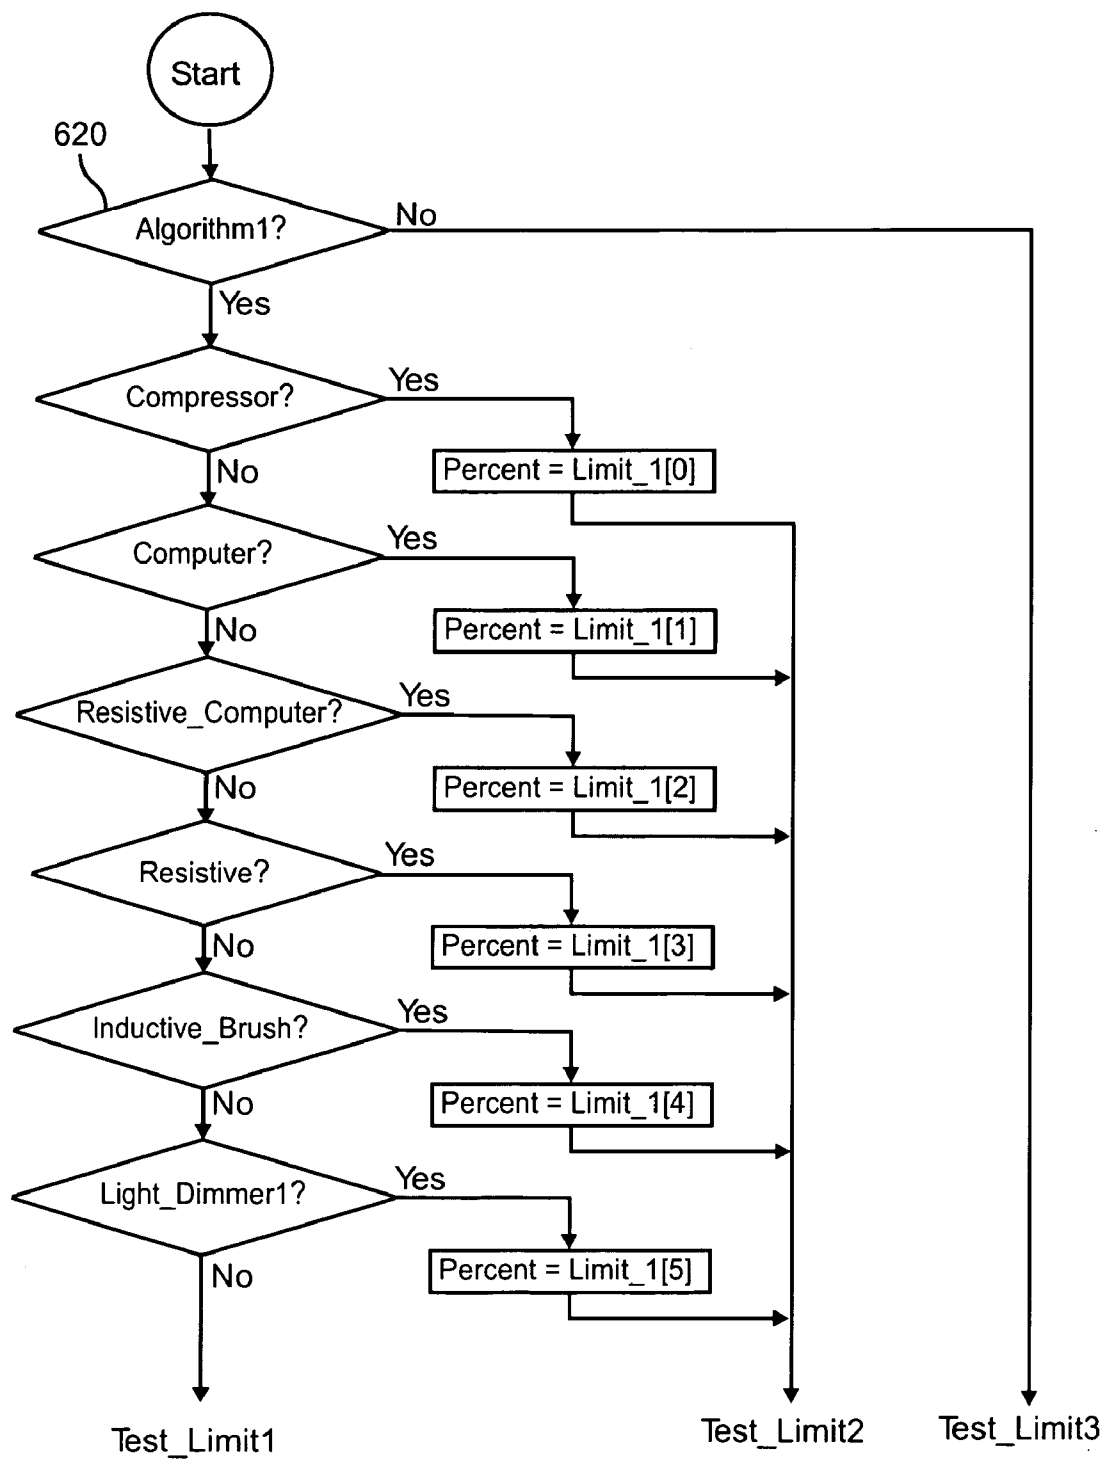 Start
620
Algorithm1?
No
Yes
Compressor?
Yes
Percent = Limit_1[0]
No
Computer?
Yes
Percent = Limit_1[1]
No
Resistive_Computer?
Yes
Percent = Limit_1[2]
No
Resistive?
Yes
Percent = Limit_1[3]
No
Inductive_Brush?
Yes
Percent = Limit_1[4]
No
Light_Dimmer1?
Yes
Percent = Limit_1[5]
No
Test_Limit1
Test_Limit2
Test_Limit3